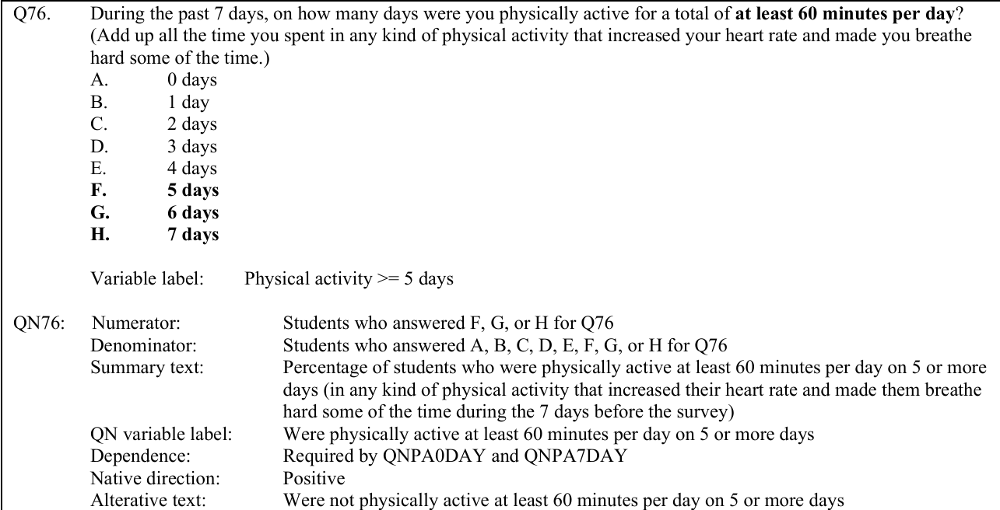 Q76. During the past 7 days, on how many days were you physically active for a total of at least 60 minutes per day?
(Add up all the time you spent in any kind of physical activity that increased your heart rate and made you breathe
hard some of the time.)
A. 0 days
B. 1 day
C. 2 days
D. 3 days
E. 4 days
F. 5 days
G. 6 days
H. 7 days
Variable label: Physical activity >= 5 days
QN76: Numerator: Students who answered F, G, or H for Q76
Denominator: Students who answered A, B, C, D, E, F, G, or H for Q76
Summary text: Percentage of students who were physically active at least 60 minutes per day on 5 or more
days (in any kind of physical activity that increased their heart rate and made them breathe
hard some of the time during the 7 days before the survey)
QN variable label: Were physically active at least 60 minutes per day on 5 or more days
Dependence: Required by QNPA0DAY and QNPA7DAY
Native direction: Positive
Alterative text: Were not physically active at least 60 minutes per day on 5 or more days